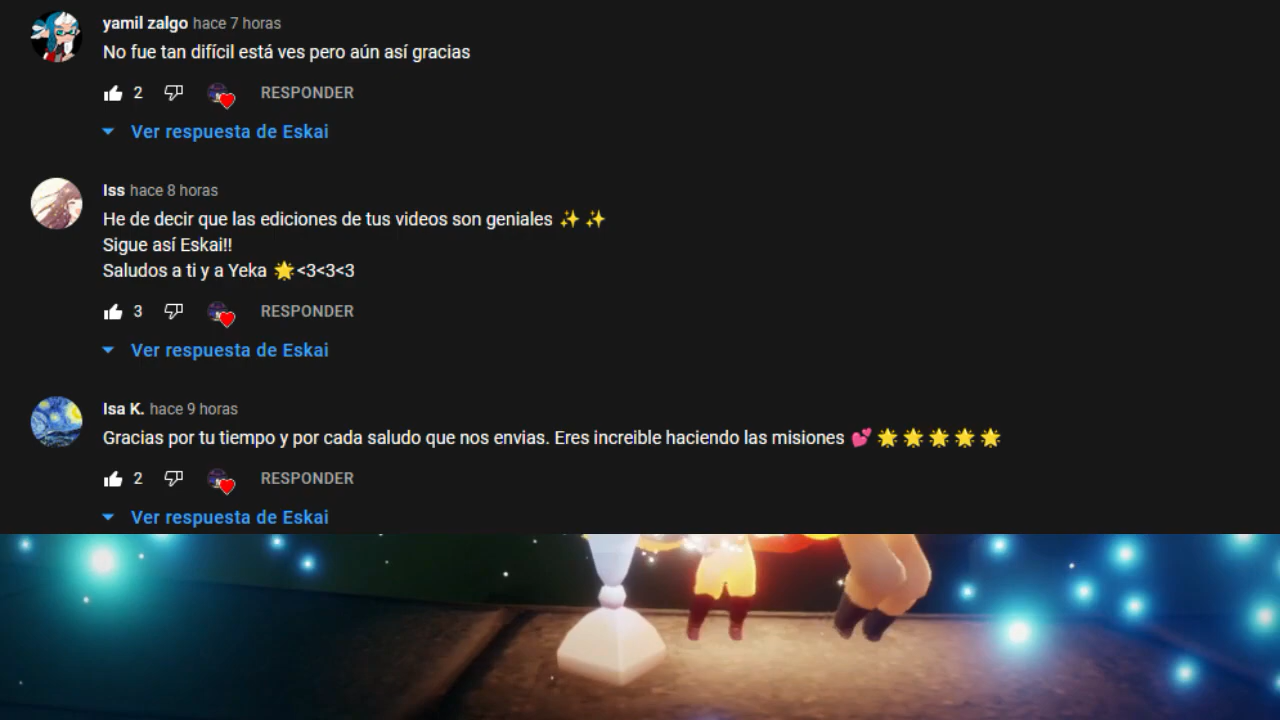 yamil zalgo hace 7 horas
No fue tan difícil está ves pero aún así gracias
2 RESPONDER
Ver respuesta de Eskai
Iss hace 8 horas
He de decir que las ediciones de tus videos son geniales ✨ ✨
Sigue así Eskai!!
Saludos a ti y a Yeka 🌟<3<3<3
3 RESPONDER
Ver respuesta de Eskai
Isa K. hace 9 horas
Gracias por tu tiempo y por cada saludo que nos envias. Eres increible haciendo las misiones 💕 🌟 🌟 🌟 🌟 🌟
2 RESPONDER
Ver respuesta de Eskai